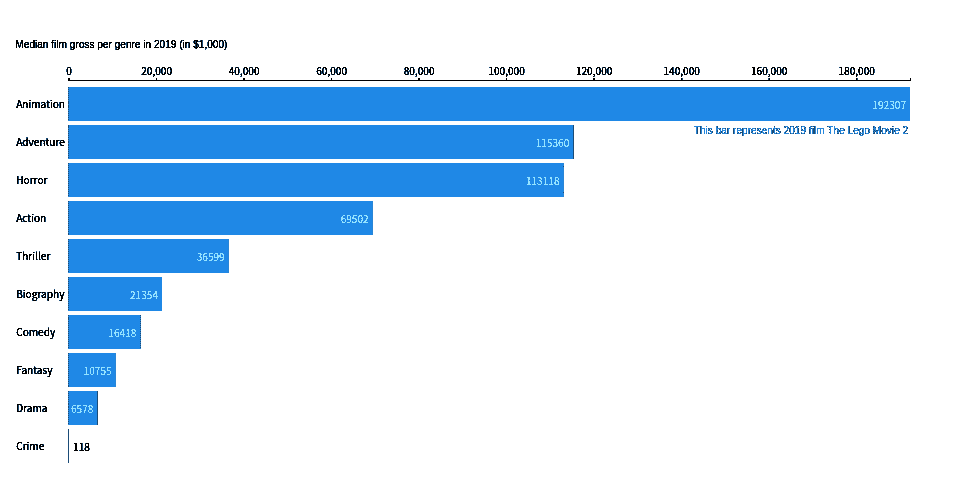 Median film gross per genre in 2019 (in $1,000)
0 20,000 40,000 60,000 80,000 100,000 120,000 140,000 160,000 180,000
Animation 192307
This bar represents 2019 film The Lego Movie 2
Adventure 115360
Horror 113118
Action 69502
Thriller 36599
Biography 21354
Comedy 16418
Fantasy 10755
Drama 6578
Crime 118